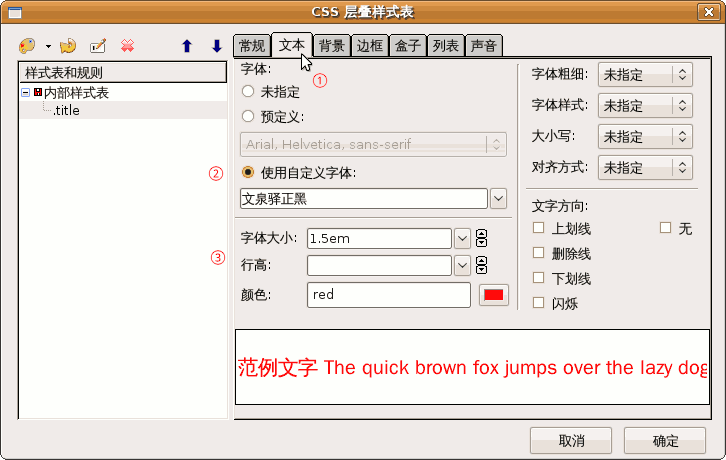 CSS 层叠样式表
常规 文本 背景 边框 盒子 列表 声音
样式表和规则
内部样式表
.title
字体:
①
未指定
预定义:
Arial, Helvetica, sans-serif
②
使用自定义字体:
文泉驿正黑
③
字体大小: 1.5em
行高:
颜色: red
字体粗细: 未指定
字体样式: 未指定
大小写: 未指定
对齐方式: 未指定
文字方向:
上划线 无
删除线
下划线
闪烁
范例文字 The quick brown fox jumps over the lazy dog
取消 确定